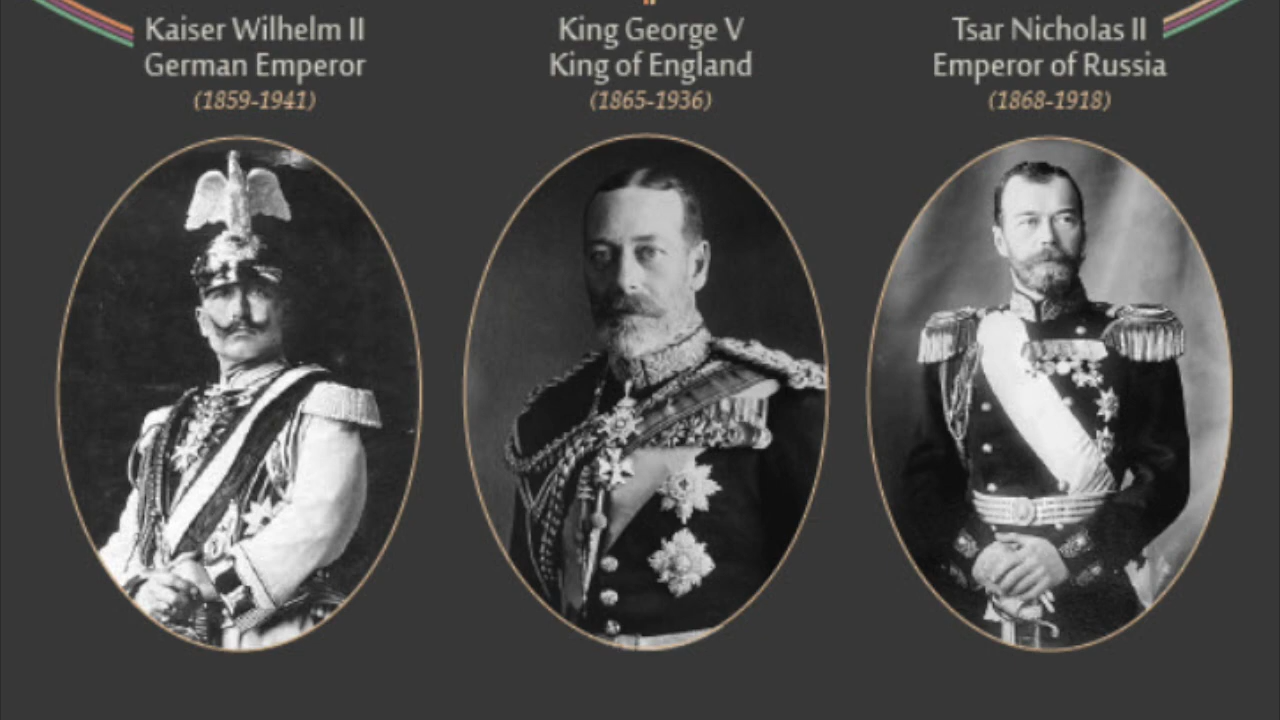 Kaiser Wilhelm II
German Emperor
(1859-1941)
King George V
King of England
(1865-1936)
Tsar Nicholas II
Emperor of Russia
(1868-1918)